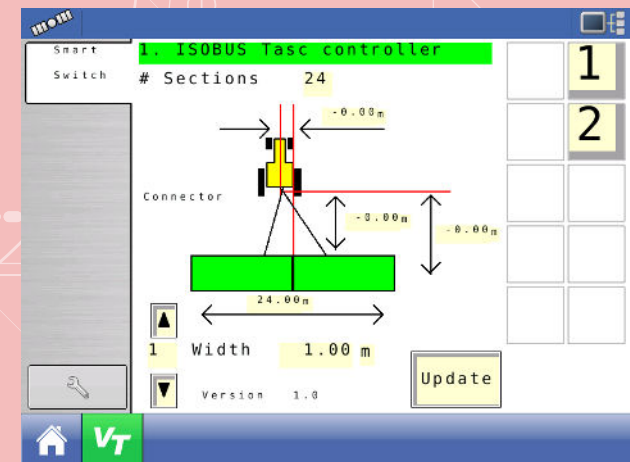 Smart
Switch
1. ISOBUS Tasc controller
# Sections 24
1
2
-0.00m
Connector
-0.00m
-0.00m
24.00m
1 Width 1.00 m
Update
Version 1.0
VT